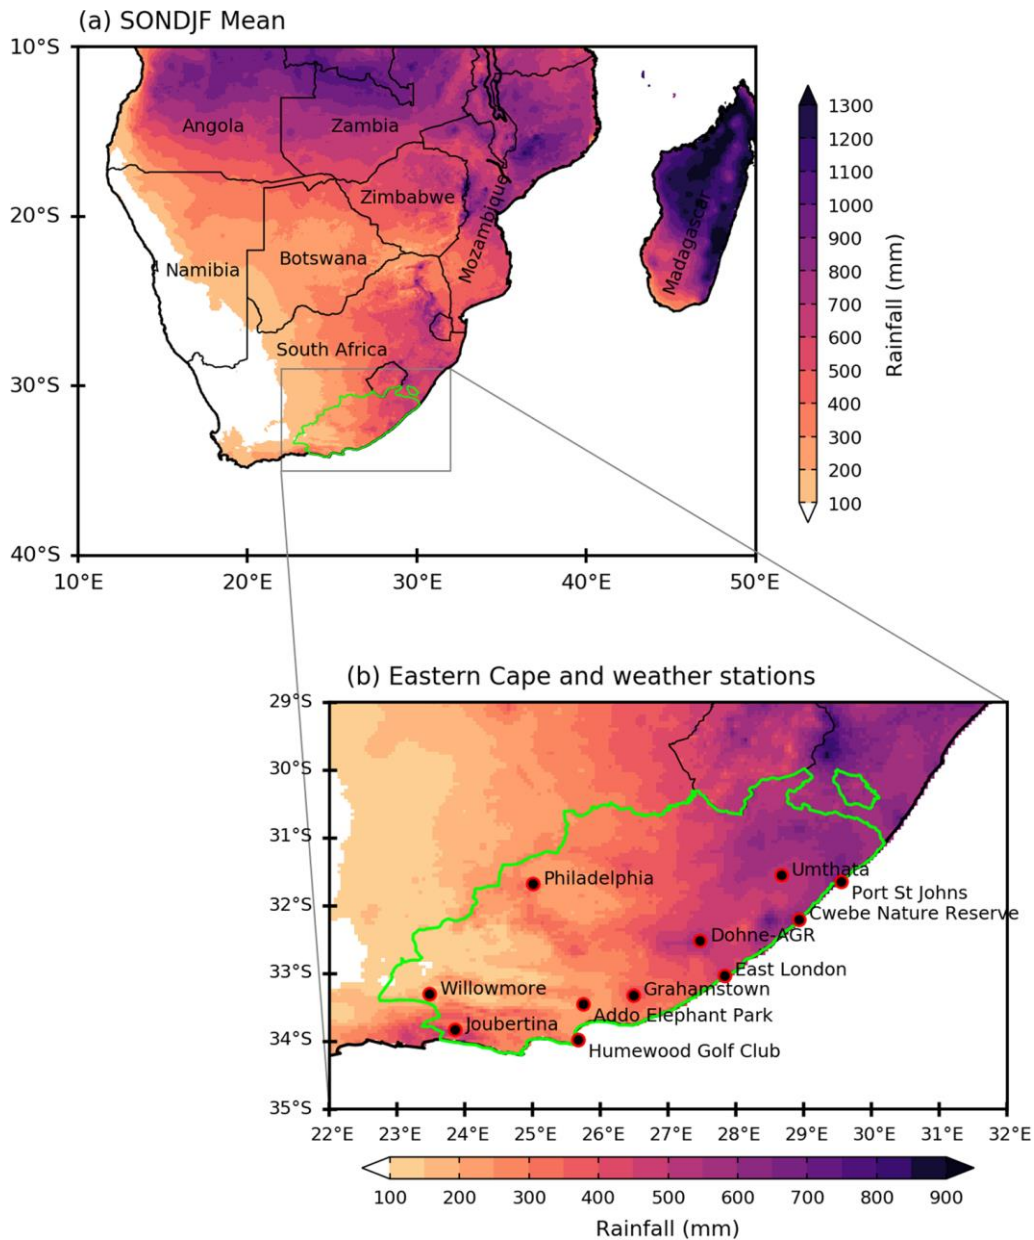 (a) SONDJF Mean
10°S
20°S
30°S
40°S
10°E 20°E 30°E 40°E 50°E
Angola
Zambia
Zimbabwe
Mozambique
Madagascar
Namibia
Botswana
South Africa
1300
1200
1100
1000
900
800
700
600
500
400
300
200
100
Rainfall (mm)
(b) Eastern Cape and weather stations
29°S
30°S
31°S
32°S
33°S
34°S
35°S
Philadelphia
Umthata
Port St Johns
Cwebe Nature Reserve
Dohne-AGR
East London
Willowmore
Grahamstown
Addo Elephant Park
Joubertina
Humewood Golf Club
22°E 23°E 24°E 25°E 26°E 27°E 28°E 29°E 30°E 31°E 32°E
100 200 300 400 500 600 700 800 900
Rainfall (mm)